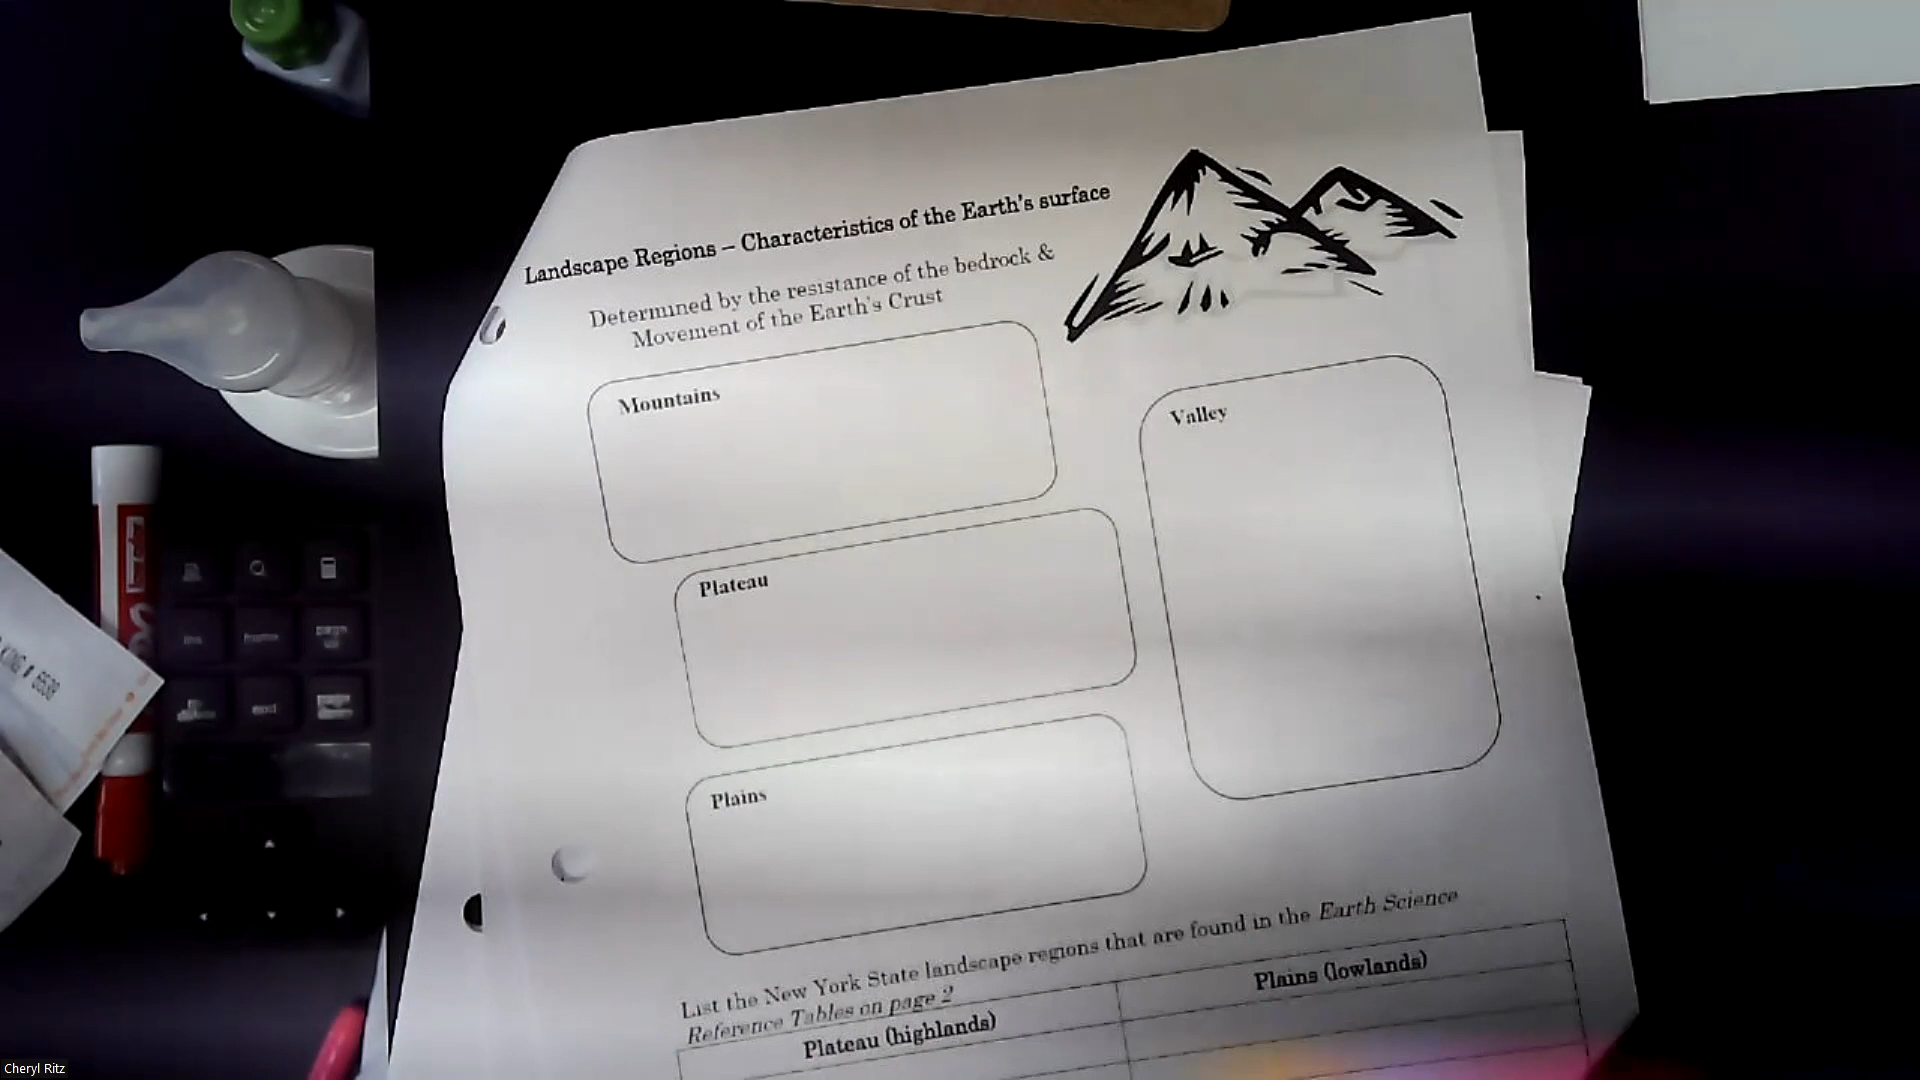 Landscape Regions – Characteristics of the Earth's surface
Determined by the resistance of the bedrock &
Movement of the Earth's Crust
Mountains
Valley
Plateau
Plains
List the New York State landscape regions that are found in the Earth Science
Reference Tables on page 2
Plateau (highlands)
Plains (lowlands)
home
end
Cheryl Ritz